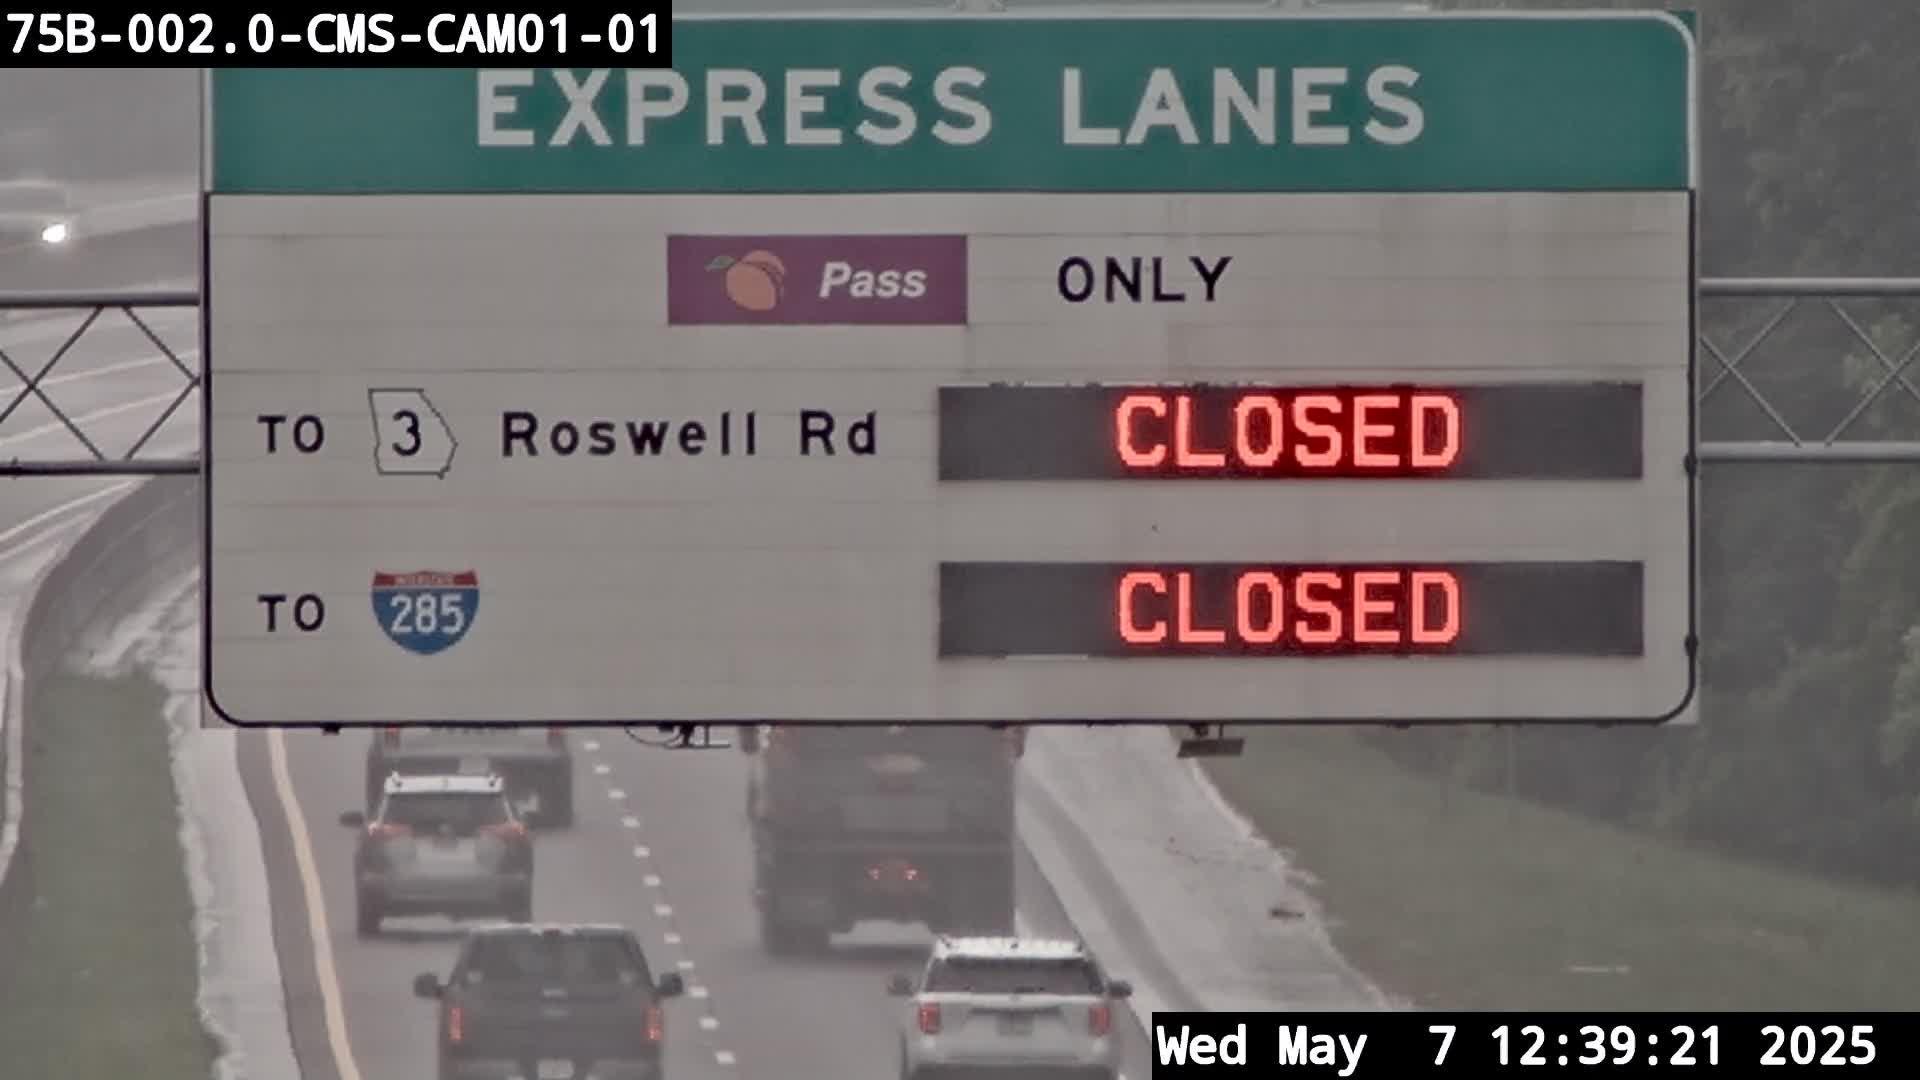 75B-002.0-CMS-CAM01-01
EXPRESS LANES
Pass ONLY
TO 3 Roswell Rd CLOSED
INTERSTATE
TO 285 CLOSED
Wed May 7 12:39:21 2025